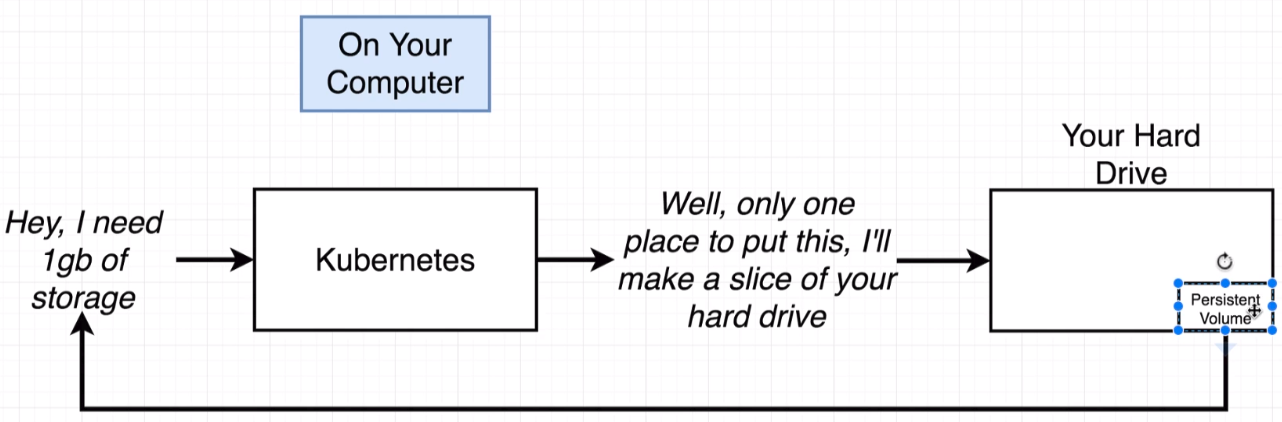 On Your
Computer
Your Hard
Drive
Hey, I need
1gb of
storage
Kubernetes
Well, only one
place to put this, I'll
make a slice of your
hard drive
Persistent
Volume